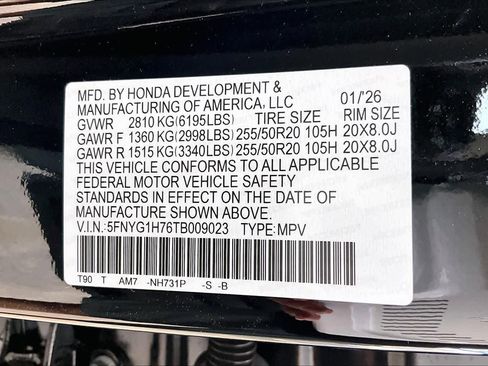 MFD. BY HONDA DEVELOPMENT &
MANUFACTURING OF AMERICA, LLC 01/'26
GVWR 2810 KG(6195LBS) TIRE SIZE RIM SIZE
GAWR F 1360 KG(2998LBS) 255/50R20 105H 20X8.0J
GAWR R 1515 KG(3340LBS) 255/50R20 105H 20X8.0J
THIS VEHICLE CONFORMS TO ALL APPLICABLE
FEDERAL MOTOR VEHICLE SAFETY
STANDARDS IN EFFECT ON THE DATE OF
MANUFACTURE SHOWN ABOVE.
V.I.N.:5FNYG1H76TB009023 TYPE:MPV
T90 T AM7 -NH731P -S -B